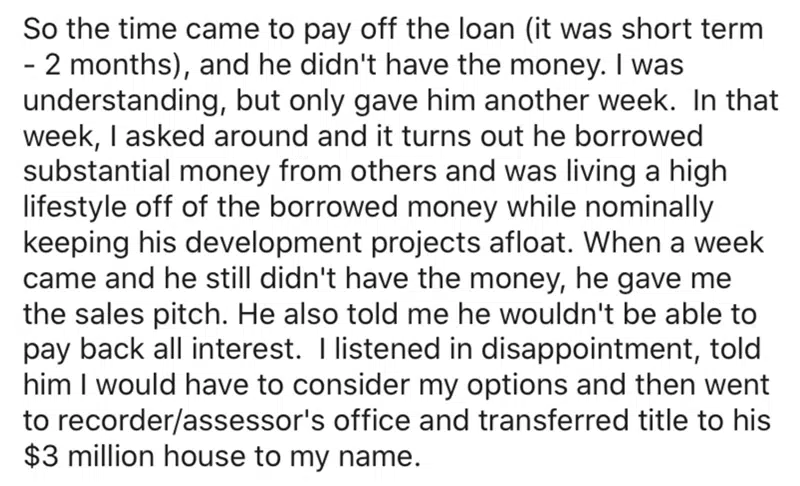 So the time came to pay off the loan (it was short term
- 2 months), and he didn't have the money. I was
understanding, but only gave him another week.  In that
week, I asked around and it turns out he borrowed
substantial money from others and was living a high
lifestyle off of the borrowed money while nominally
keeping his development projects afloat. When a week
came and he still didn't have the money, he gave me
the sales pitch. He also told me he wouldn't be able to
pay back all interest.  I listened in disappointment, told
him I would have to consider my options and then went
to recorder/assessor's office and transferred title to his
$3 million house to my name.